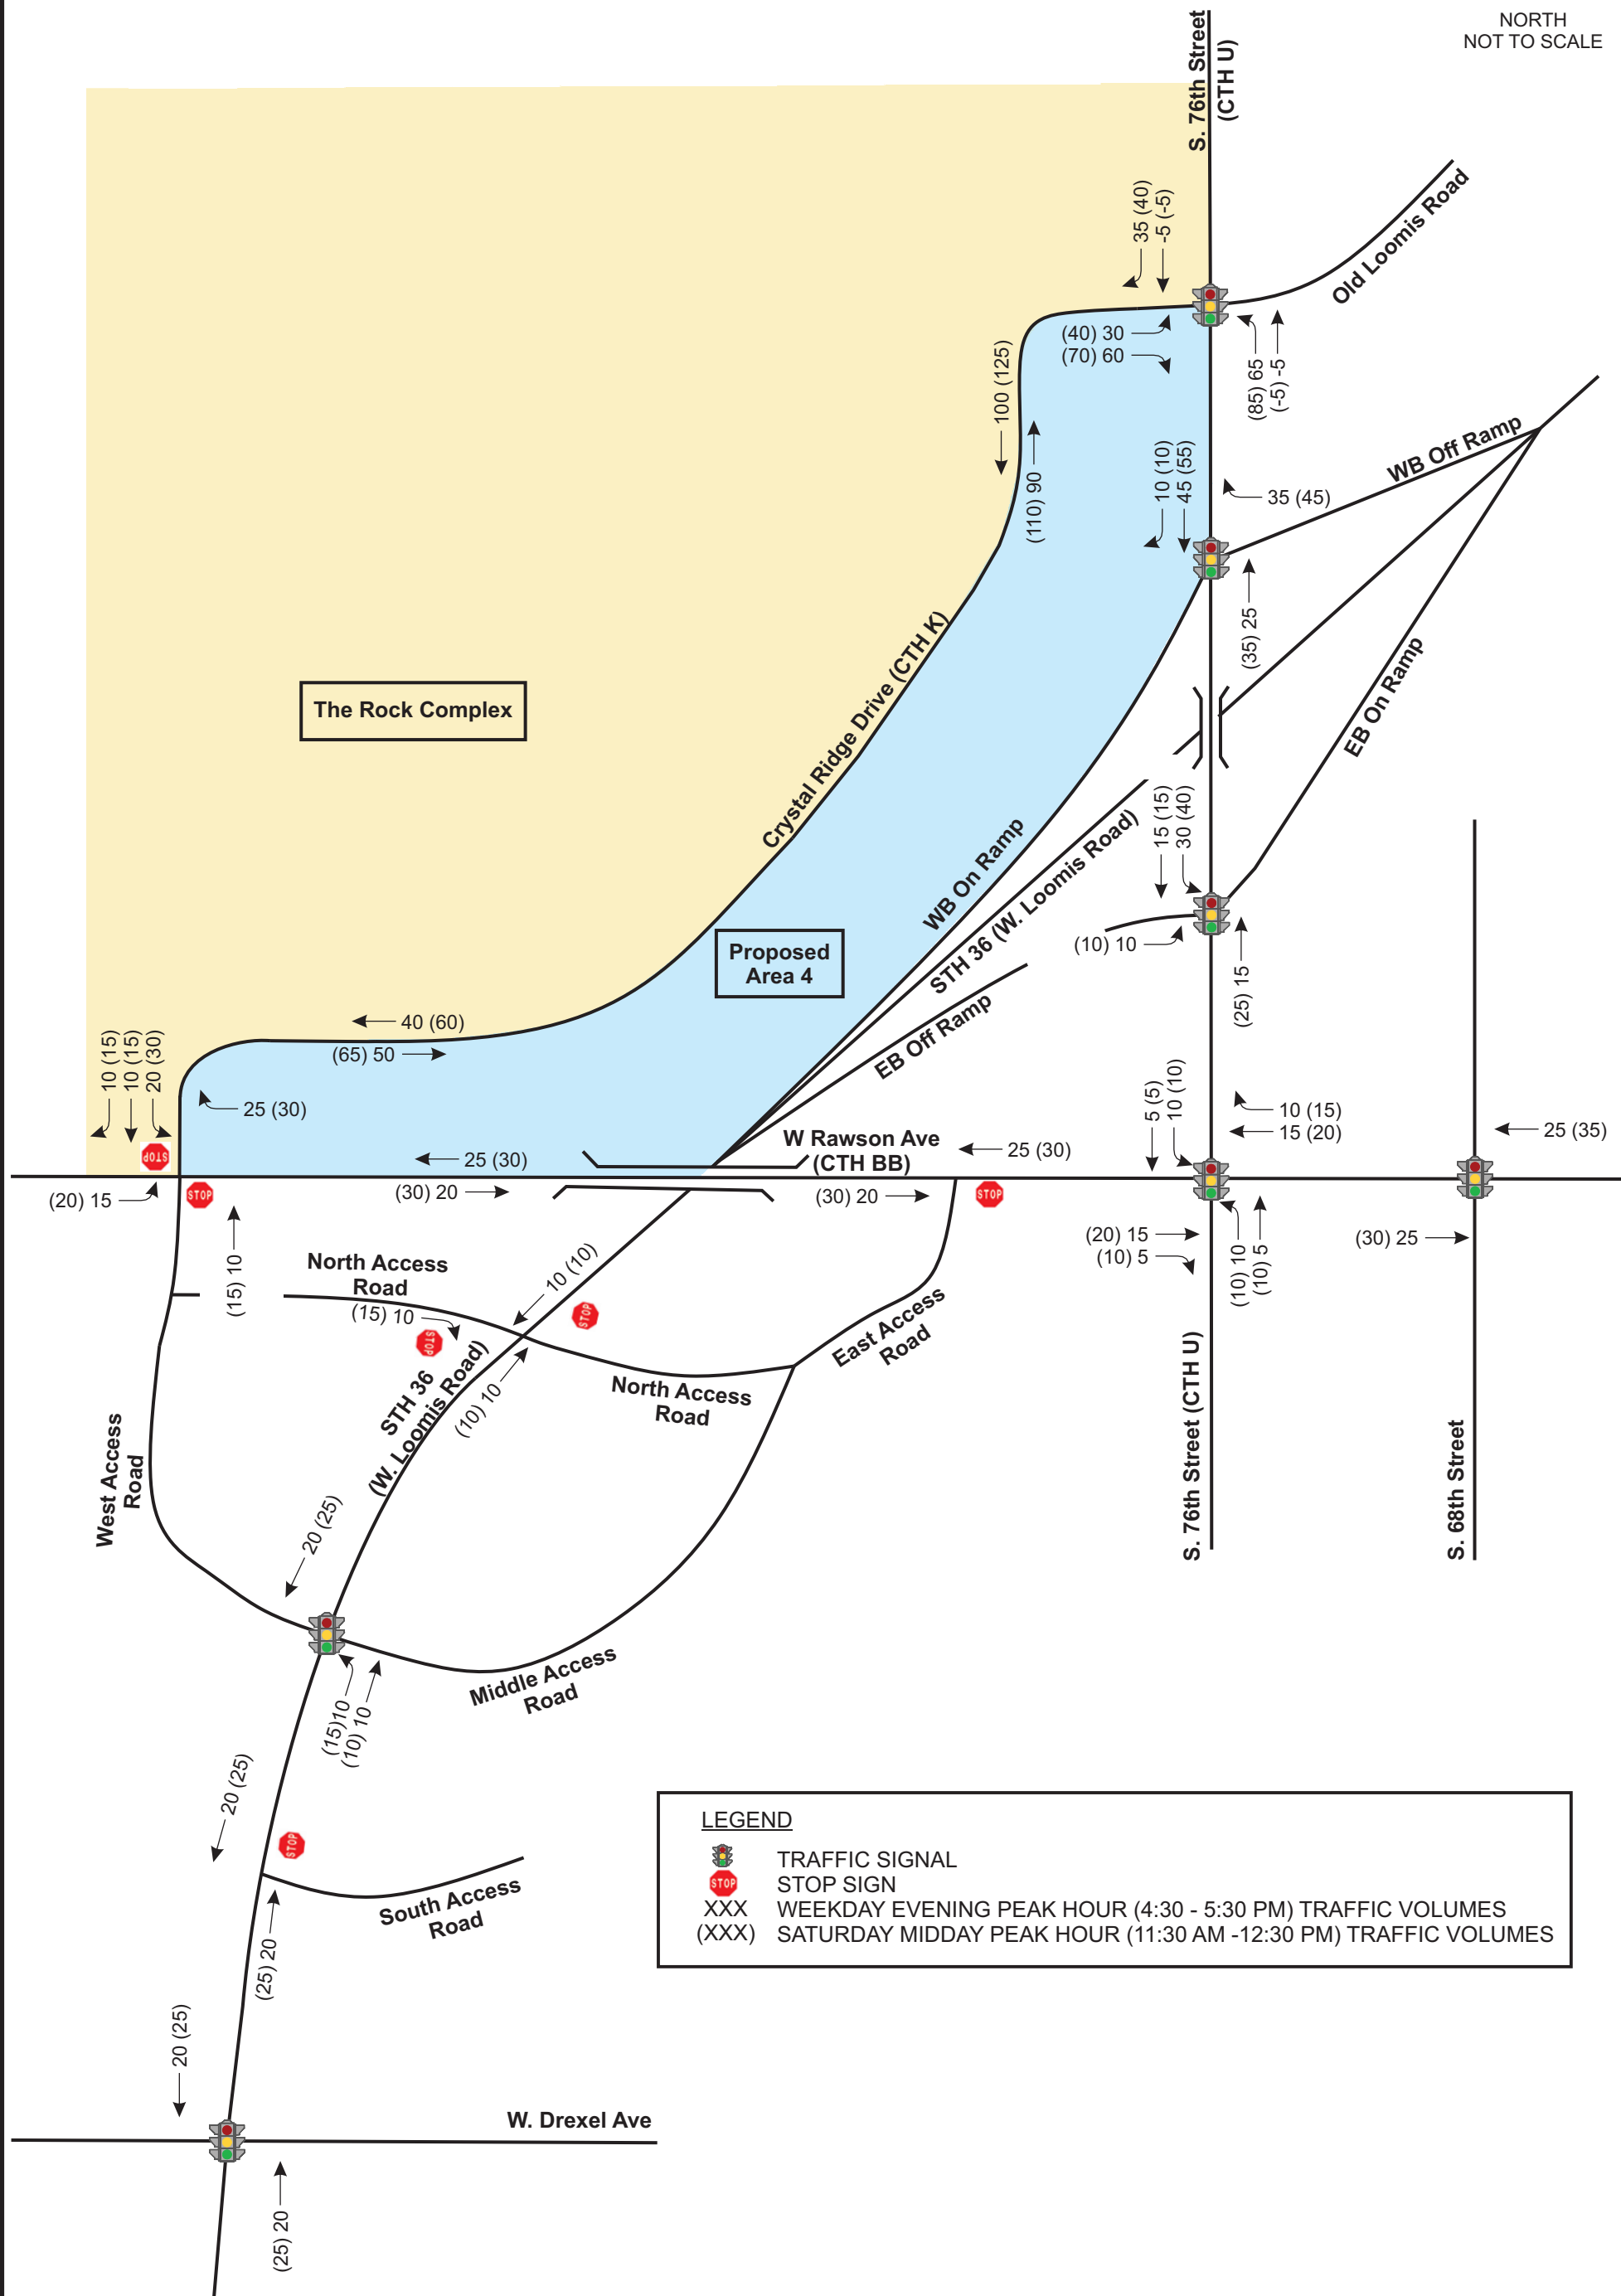 NORTH
NOT TO SCALE
S. 76th Street
(CTH U)
Old Loomis Road
35 (40)
-5 (-5)
(40) 30
(70) 60
(85) 65
(-5) -5
100 (125)
(110) 90
WB Off Ramp
10 (10)
45 (55)
35 (45)
(35) 25
Crystal Ridge Drive (CTH K)
The Rock Complex
EB On Ramp
15 (15)
30 (40)
WB On Ramp
STH 36 (W. Loomis Road)
(10) 10
(25) 15
Proposed
Area 4
EB Off Ramp
40 (60)
(65) 50
10 (15)
10 (15)
20 (30)
25 (30)
STOP
5 (5)
10 (10)
10 (15)
15 (20)
25 (35)
W Rawson Ave
(CTH BB)
25 (30)
25 (30)
(20) 15
STOP
(30) 20
(30) 20
STOP
(15) 10
(20) 15
(10) 5
(10) 10
(10) 5
(30) 25
North Access
Road
(15) 10
STOP
10 (10)
STOP
STH 36
(W. Loomis Road)
(10) 10
East Access
Road
North Access
Road
West Access
Road
S. 76th Street (CTH U)
S. 68th Street
20 (25)
Middle Access
Road
(15)10
(10) 10
20 (25)
STOP
South Access
Road
(25) 20
LEGEND
TRAFFIC SIGNAL
STOP STOP SIGN
XXX WEEKDAY EVENING PEAK HOUR (4:30 - 5:30 PM) TRAFFIC VOLUMES
(XXX) SATURDAY MIDDAY PEAK HOUR (11:30 AM -12:30 PM) TRAFFIC VOLUMES
20 (25)
W. Drexel Ave
(25) 20